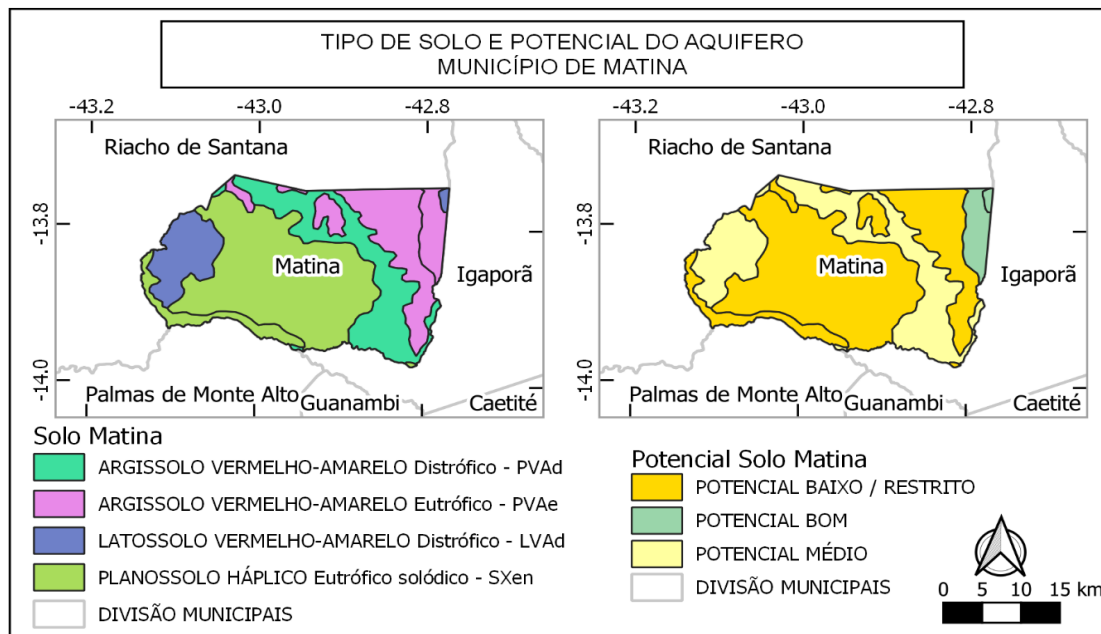 TIPO DE SOLO E POTENCIAL DO AQUIFERO
MUNICÍPIO DE MATINA
-43.2
-43.0
-42.8
Riacho de Santana
-13.8
Matina
Igaporã
-14.0
Palmas de Monte Alto
Guanambi
Caetité
-43.2
-43.0
-42.8
Riacho de Santana
-13.8
Matina
Igaporã
-14.0
Palmas de Monte Alto
Guanambi
Caetité
Solo Matina
ARGISSOLO VERMELHO-AMARELO Distrófico - PVAd
ARGISSOLO VERMELHO-AMARELO Eutrófico - PVAe
LATOSSOLO VERMELHO-AMARELO Distrófico - LVAd
PLANOSSOLO HÁPLICO Eutrófico solódico - SXen
DIVISÃO MUNICIPAIS
Potencial Solo Matina
POTENCIAL BAIXO / RESTRITO
POTENCIAL BOM
POTENCIAL MÉDIO
DIVISÃO MUNICIPAIS
0 5 10 15 km